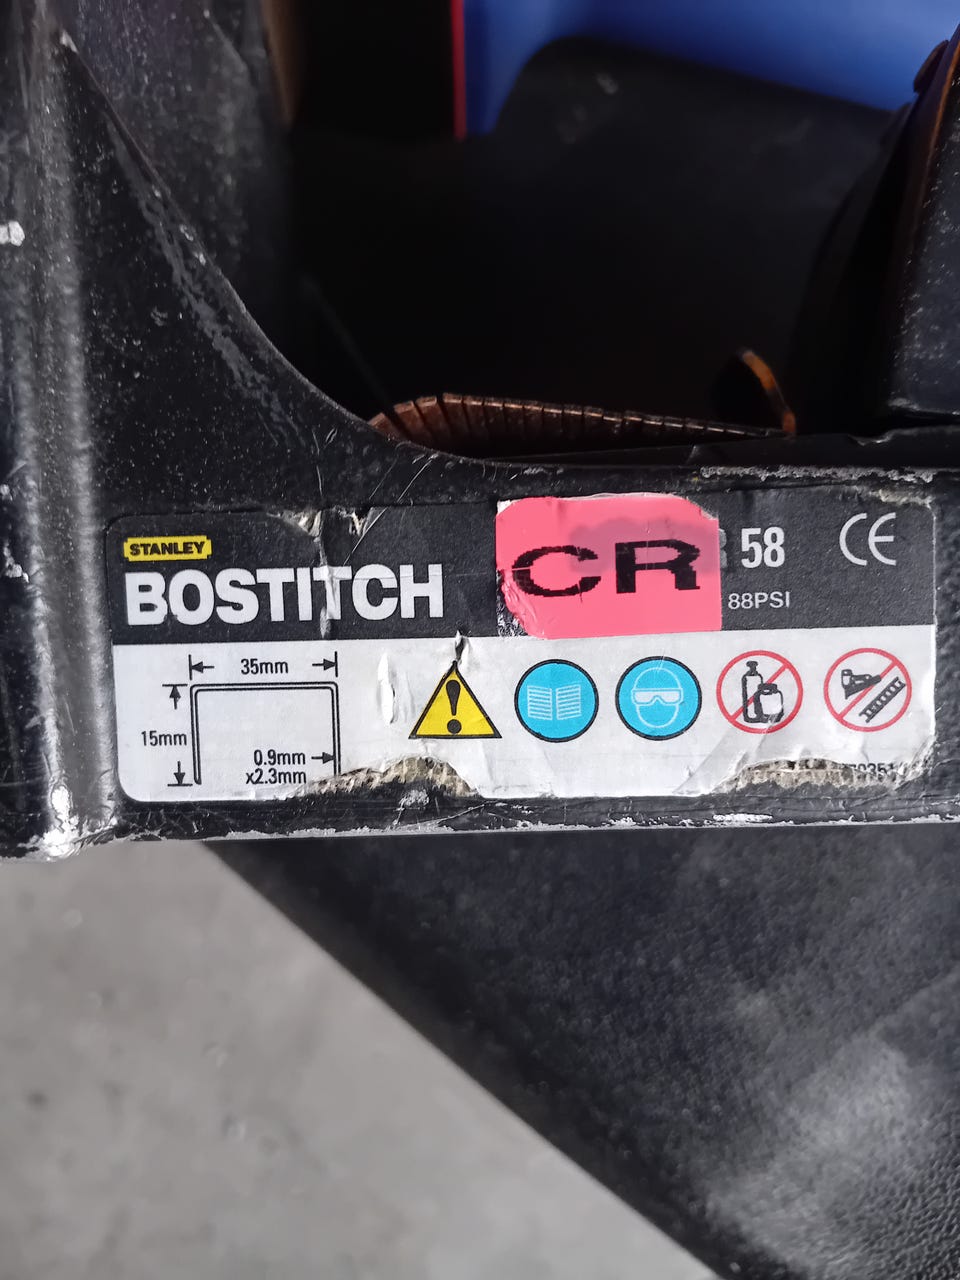 STANLEY
BOSTITCH
CR
58
88PSI
CE
35mm
15mm
0.9mm
x2.3mm